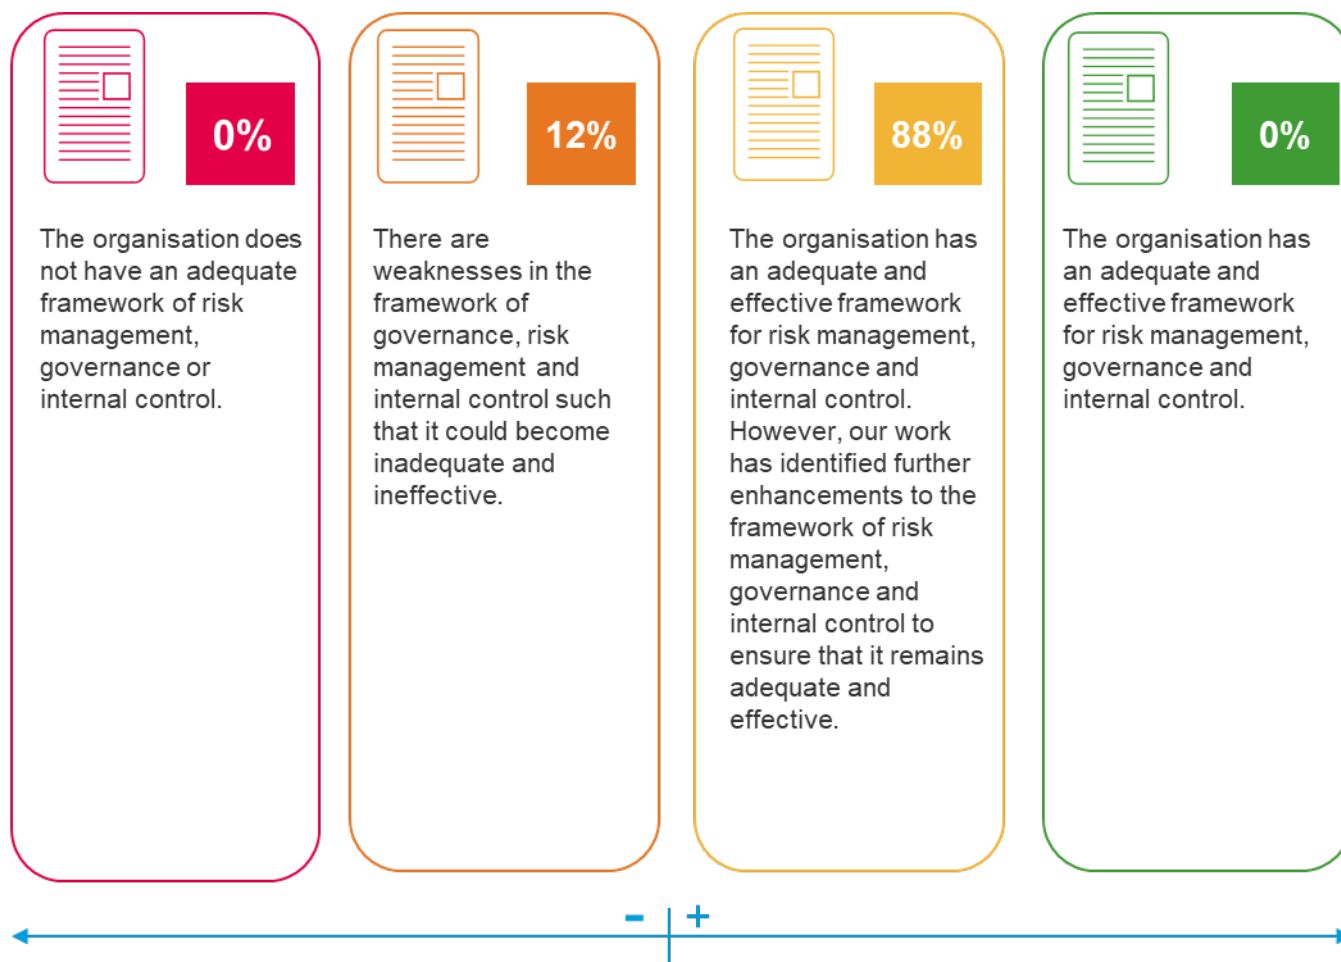 0%
The organisation does
not have an adequate
framework of risk
management,
governance or
internal control.
12%
There are
weaknesses in the
framework of
governance, risk
management and
internal control such
that it could become
inadequate and
ineffective.
88%
The organisation has
an adequate and
effective framework
for risk management,
governance and
internal control.
However, our work
has identified further
enhancements to the
framework of risk
management,
governance and
internal control to
ensure that it remains
adequate and
effective.
0%
The organisation has
an adequate and
effective framework
for risk management,
governance and
internal control.
- +